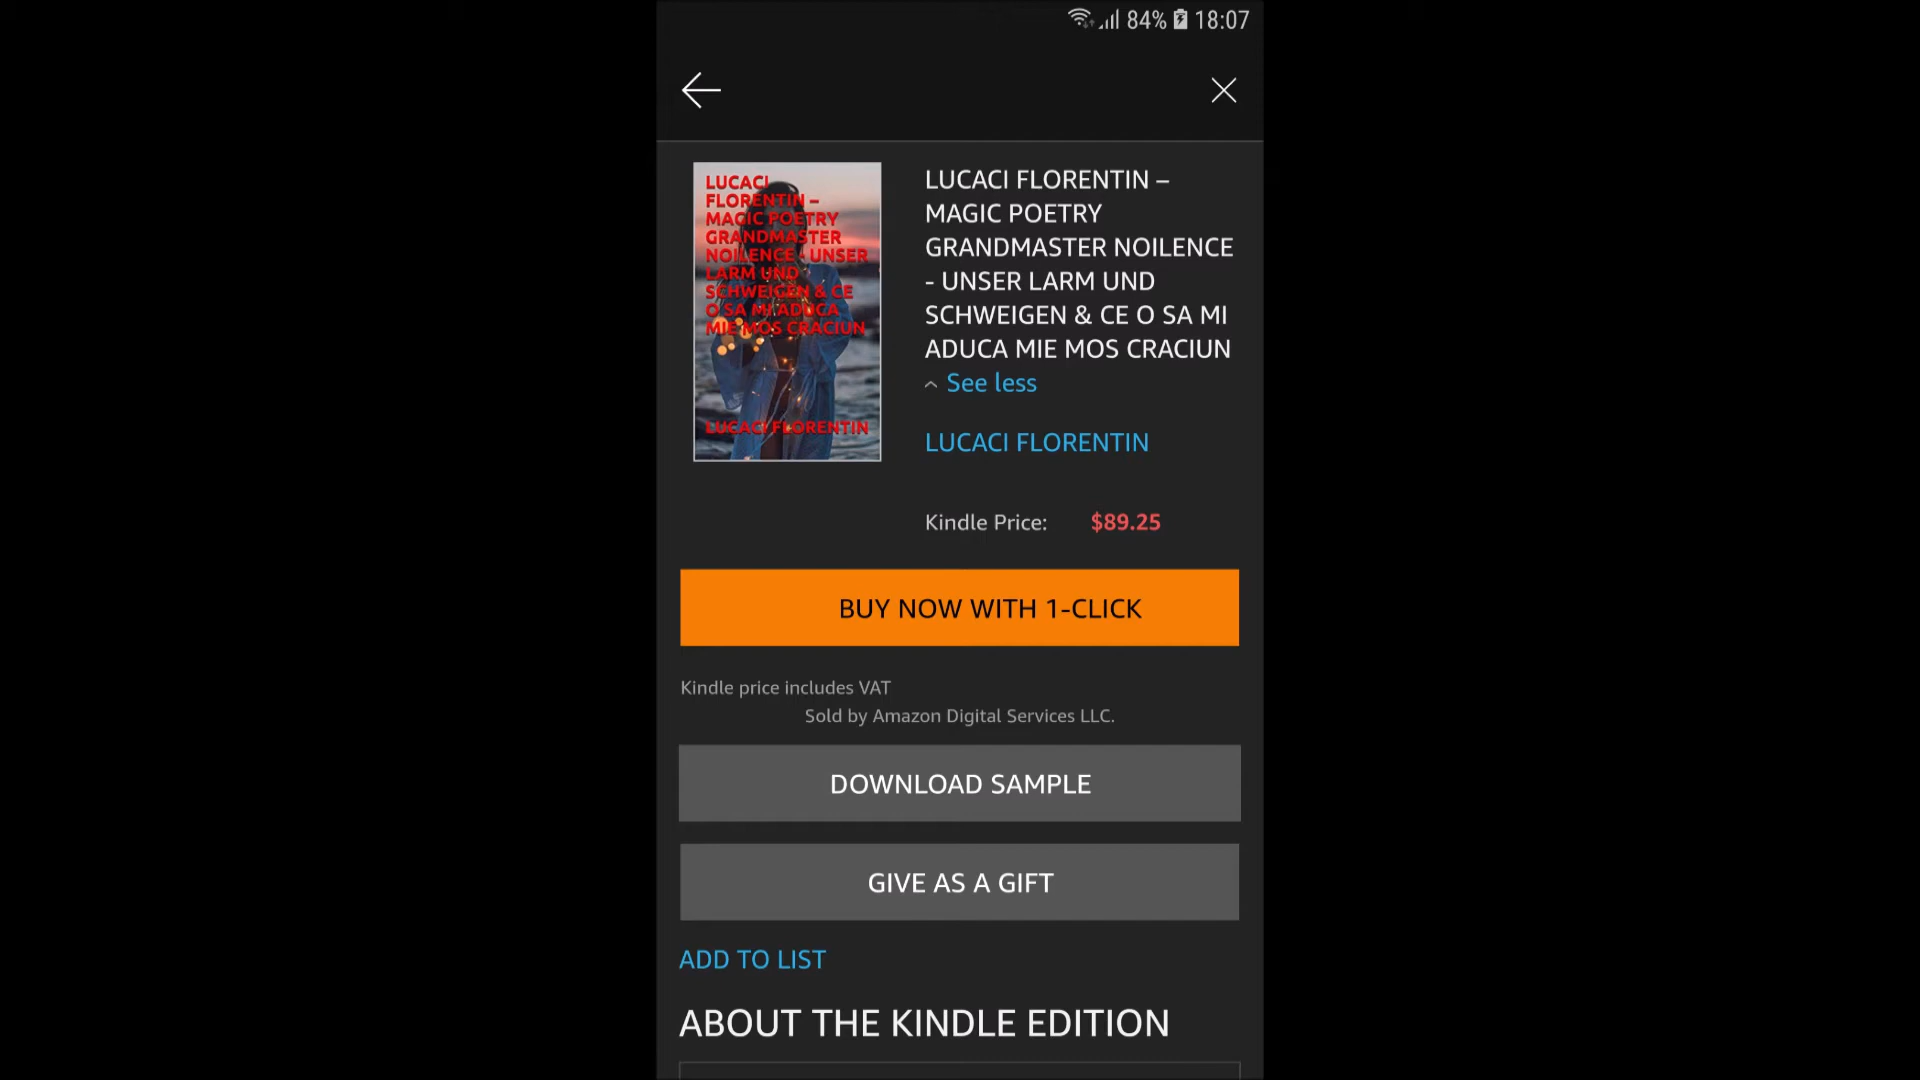 84% 18:07
LUCACI
FLORENTIN –
MAGIC POETRY
GRANDMASTER
NOILENCE - UNSER
LARM UND
SCHWEIGEN & CE
O SA MI ADUCA
MIE MOS CRACIUN
LUCACI FLORENTIN
LUCACI FLORENTIN –
MAGIC POETRY
GRANDMASTER NOILENCE
- UNSER LARM UND
SCHWEIGEN & CE O SA MI
ADUCA MIE MOS CRACIUN
See less
LUCACI FLORENTIN
Kindle Price: $89.25
BUY NOW WITH 1-CLICK
Kindle price includes VAT
Sold by Amazon Digital Services LLC.
DOWNLOAD SAMPLE
GIVE AS A GIFT
ADD TO LIST
ABOUT THE KINDLE EDITION